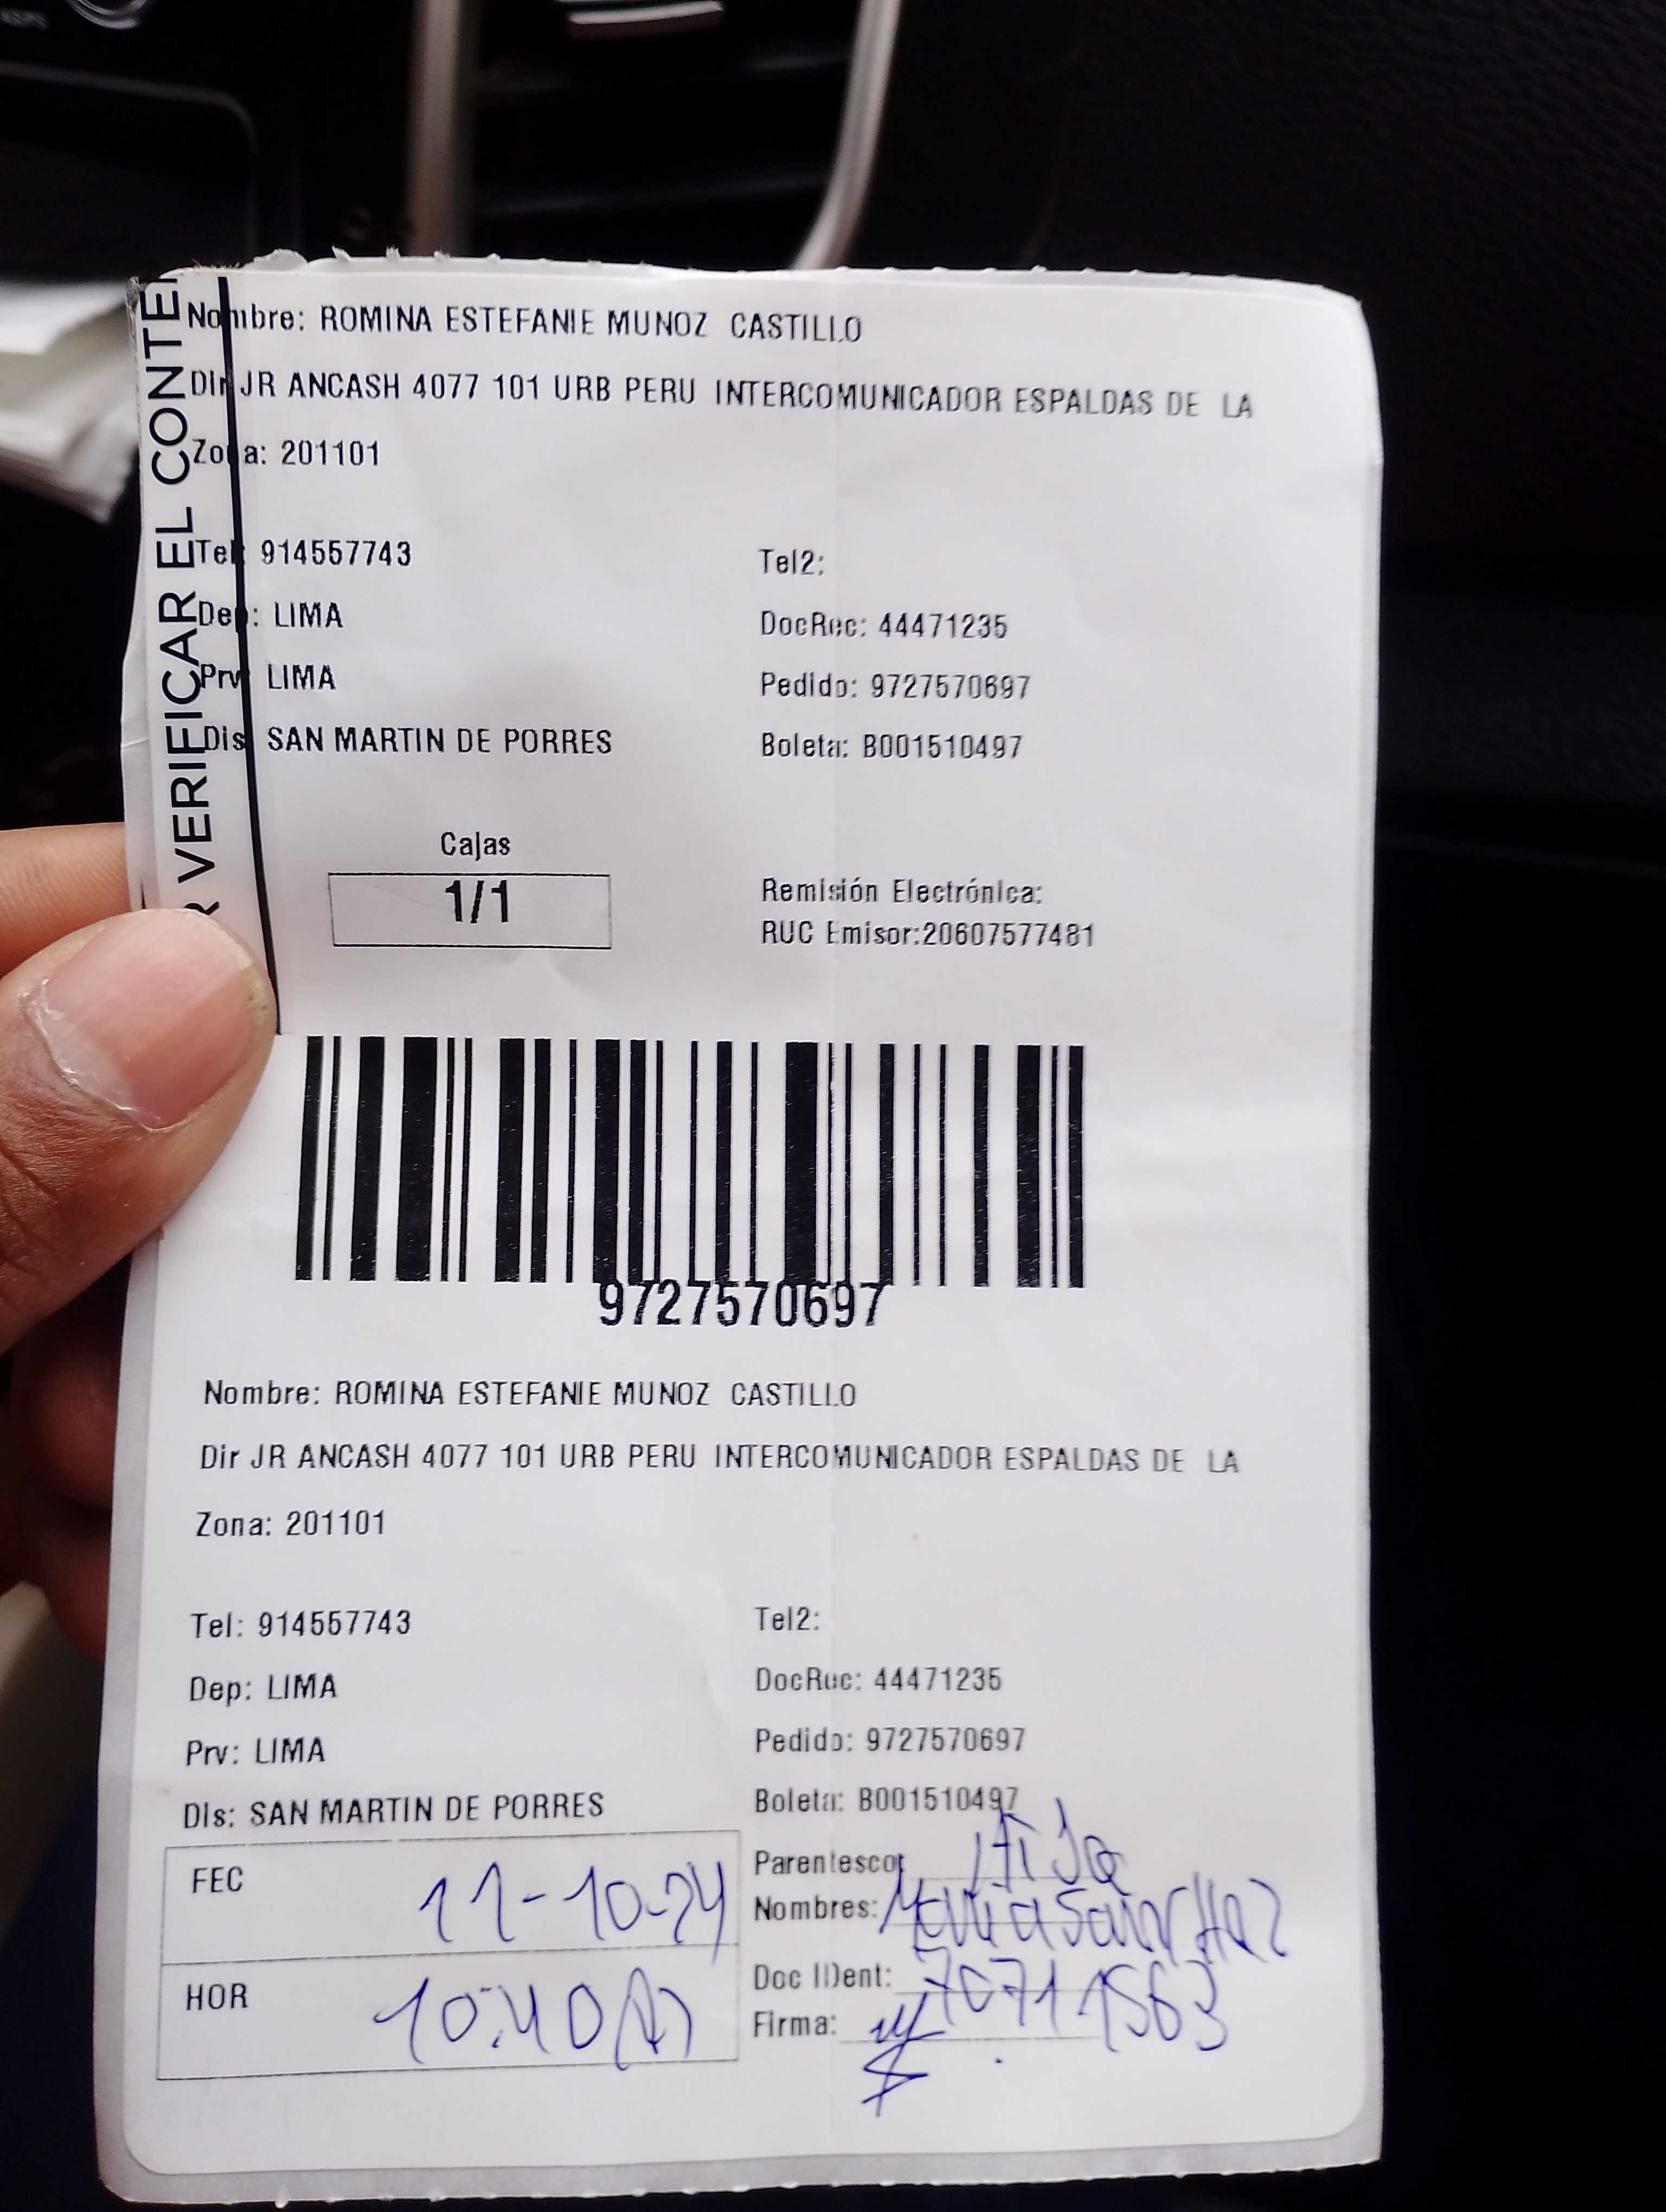 VERIFICAR EL
Nombre: ROMINA ESTEFANIE MUNOZ CASTILLO
Dir JR ANCASH 4077 101 URB PERU INTERCOMUNICADOR ESPALDAS DE LA
Zona: 201101
Tel: 914557743
Tel2:
Dep: LIMA
DocRec: 44471235
Prv: LIMA
Pedido: 9727570697
Dis: SAN MARTIN DE PORRES
Boleta: B001510497
Cajas
1/1
Remisión Electrónica:
RUC Emisor:20607577481
9727570697
Nombre: ROMINA ESTEFANIE MUNOZ CASTILLO
Dir JR ANCASH 4077 101 URB PERU INTERCOMUNICADOR ESPALDAS DE LA
Zona: 201101
Tel: 914557743
Tel2:
Dep: LIMA
DocRec: 44471235
Prv: LIMA
Pedido: 9727570697
Dis: SAN MARTIN DE PORRES
Boleta: B001510497
FEC 11-10-24
Parentesco:
Nombres:
HOR 10:40
Doc IDent: 70711563
Firma: